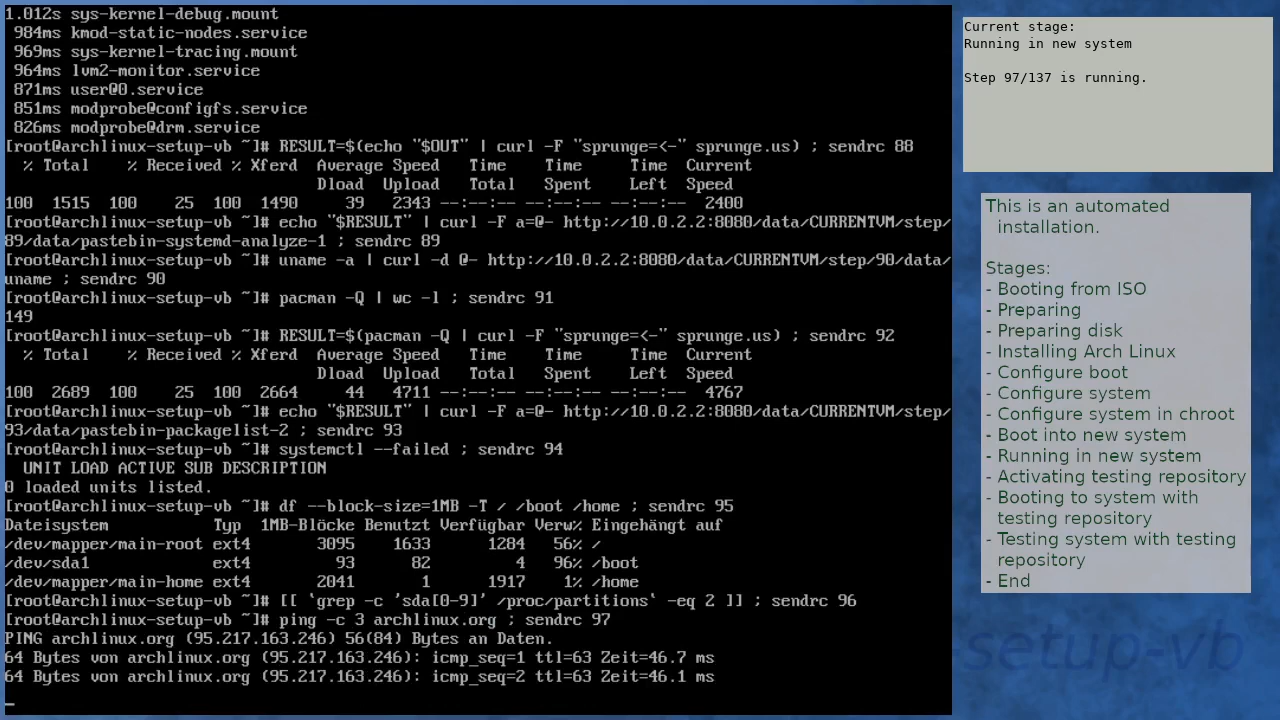 1.012s sys-kernel-debug.mount
 984ms kmod-static-nodes.service
 969ms sys-kernel-tracing.mount
 964ms lvm2-monitor.service
 871ms user@0.service
 851ms modprobe@configfs.service
 826ms modprobe@drm.service
[root@archlinux-setup-vb ~]# RESULT=$(echo "$OUT" | curl -F "sprunge=<-" sprunge.us) ; sendrc 88
  % Total    % Received % Xferd  Average Speed   Time    Time     Time  Current
                                 Dload  Upload   Total   Spent    Left  Speed
100  1515  100    25  100  1490     39   2343 --:--:-- --:--:-- --:--:--  2400
[root@archlinux-setup-vb ~]# echo "$RESULT" | curl -F a=@- http://10.0.2.2:8080/data/CURRENTVM/step/
89/data/pastebin-systemd-analyze-1 ; sendrc 89
[root@archlinux-setup-vb ~]# uname -a | curl -d @- http://10.0.2.2:8080/data/CURRENTVM/step/90/data/
uname ; sendrc 90
[root@archlinux-setup-vb ~]# pacman -Q | wc -l ; sendrc 91
149
[root@archlinux-setup-vb ~]# RESULT=$(pacman -Q | curl -F "sprunge=<-" sprunge.us) ; sendrc 92
  % Total    % Received % Xferd  Average Speed   Time    Time     Time  Current
                                 Dload  Upload   Total   Spent    Left  Speed
100  2689  100    25  100  2664     44   4711 --:--:-- --:--:-- --:--:--  4767
[root@archlinux-setup-vb ~]# echo "$RESULT" | curl -F a=@- http://10.0.2.2:8080/data/CURRENTVM/step/
93/data/pastebin-packagelist-2 ; sendrc 93
[root@archlinux-setup-vb ~]# systemctl --failed ; sendrc 94
  UNIT LOAD ACTIVE SUB DESCRIPTION
0 loaded units listed.
[root@archlinux-setup-vb ~]# df --block-size=1MB -T / /boot /home ; sendrc 95
Dateisystem           Typ  1MB-Blöcke Benutzt Verfügbar Verw% Eingehängt auf
/dev/mapper/main-root ext4       3095    1633      1284   56% /
/dev/sda1             ext4         93      82         4   96% /boot
/dev/mapper/main-home ext4       2041       1      1917    1% /home
[root@archlinux-setup-vb ~]# [[ `grep -c 'sda[0-9]' /proc/partitions` -eq 2 ]] ; sendrc 96
[root@archlinux-setup-vb ~]# ping -c 3 archlinux.org ; sendrc 97
PING archlinux.org (95.217.163.246) 56(84) Bytes an Daten.
64 Bytes von archlinux.org (95.217.163.246): icmp_seq=1 ttl=63 Zeit=46.7 ms
64 Bytes von archlinux.org (95.217.163.246): icmp_seq=2 ttl=63 Zeit=46.1 ms
Current stage:
Running in new system
Step 97/137 is running.
This is an automated
installation.
Stages:
- Booting from ISO
- Preparing
- Preparing disk
- Installing Arch Linux
- Configure boot
- Configure system
- Configure system in chroot
- Boot into new system
- Running in new system
- Activating testing repository
- Booting to system with
testing repository
- Testing system with testing
repository
- End
-setup-vb